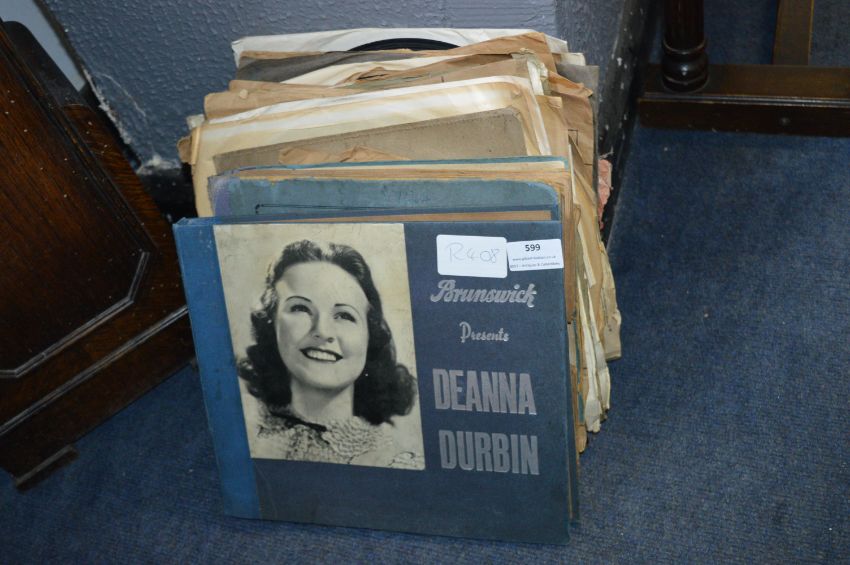 R408
599
Brunswick
Presents
DEANNA
DURBIN